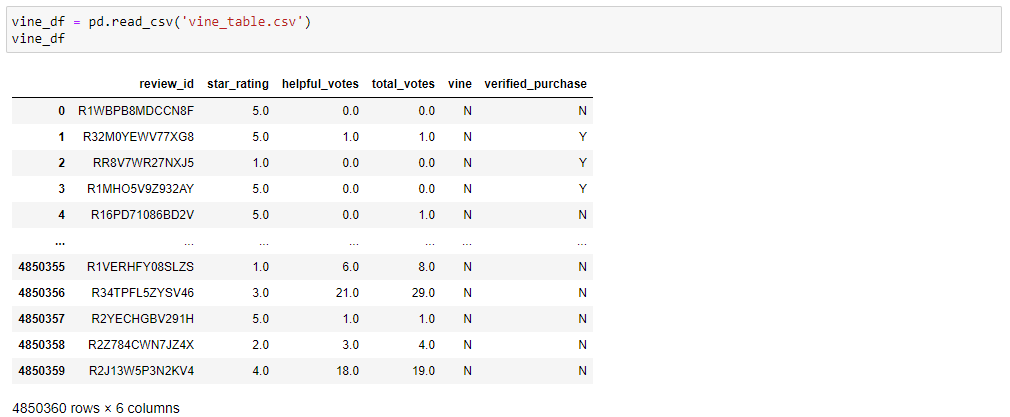 vine_df = pd.read_csv('vine_table.csv')
vine_df
review_id star_rating helpful_votes total_votes vine verified_purchase
0 R1WBPB8MDCCN8F 5.0 0.0 0.0 N N
1 R32M0YEWV77XG8 5.0 1.0 1.0 N Y
2 RR8V7WR27NXJ5 1.0 0.0 0.0 N Y
3 R1MHO5V9Z932AY 5.0 0.0 0.0 N Y
4 R16PD71086BD2V 5.0 0.0 1.0 N N
... ... ... ... ... ... ...
4850355 R1VERHFY08SLZS 1.0 6.0 8.0 N N
4850356 R34TPFL5ZYSV46 3.0 21.0 29.0 N N
4850357 R2YECHGBV291H 5.0 1.0 1.0 N N
4850358 R2Z784CWN7JZ4X 2.0 3.0 4.0 N N
4850359 R2J13W5P3N2KV4 4.0 18.0 19.0 N N
4850360 rows × 6 columns